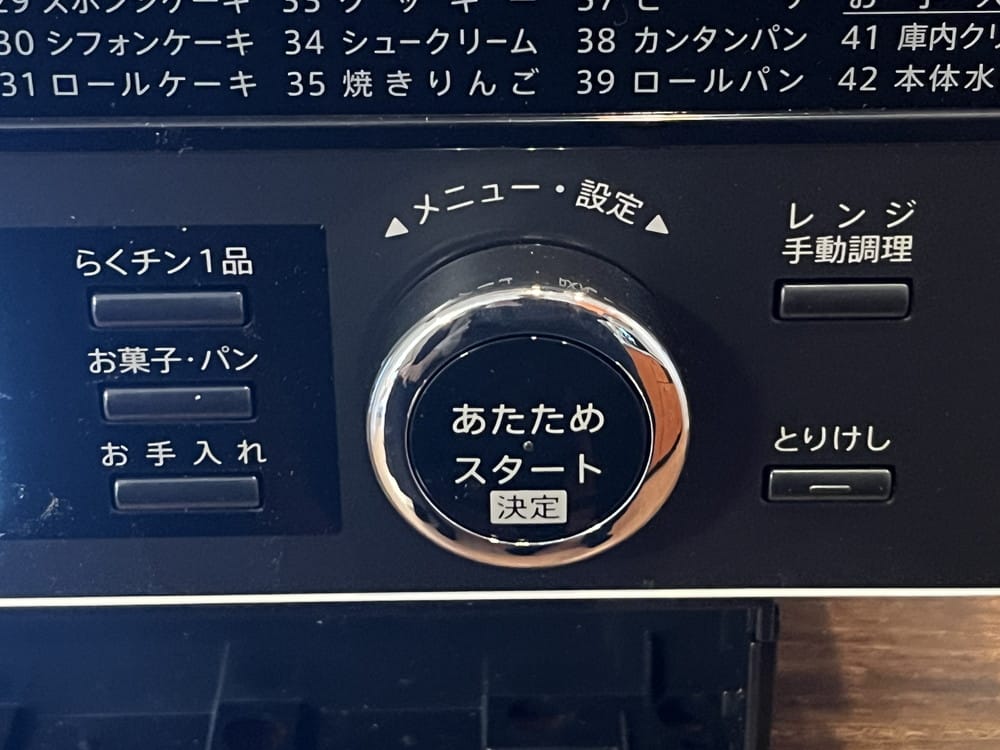 30 シフォンケーキ 34 シュークリーム 38 カンタンパン 41 庫内クリ
31 ロールケーキ 35 焼きりんご 39 ロールパン 42 本体水
▲メニュー・設定▲
らくチン1品
お菓子・パン
お手入れ
あたため
スタート
決定
レンジ
手動調理
とりけし